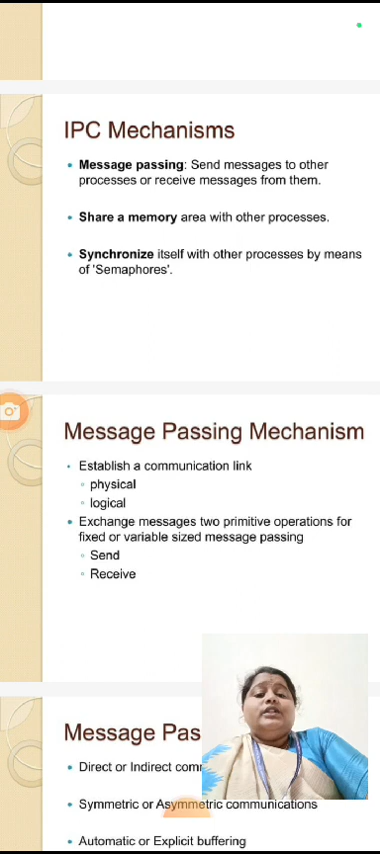 IPC Mechanisms
• Message passing: Send messages to other
processes or receive messages from them.
• Share a memory area with other processes.
• Synchronize itself with other processes by means
of 'Semaphores'.
Message Passing Mechanism
• Establish a communication link
◦ physical
◦ logical
• Exchange messages two primitive operations for
fixed or variable sized message passing
◦ Send
◦ Receive
Message Pas
• Direct or Indirect com
• Symmetric or Asymmetric communications
• Automatic or Explicit buffering